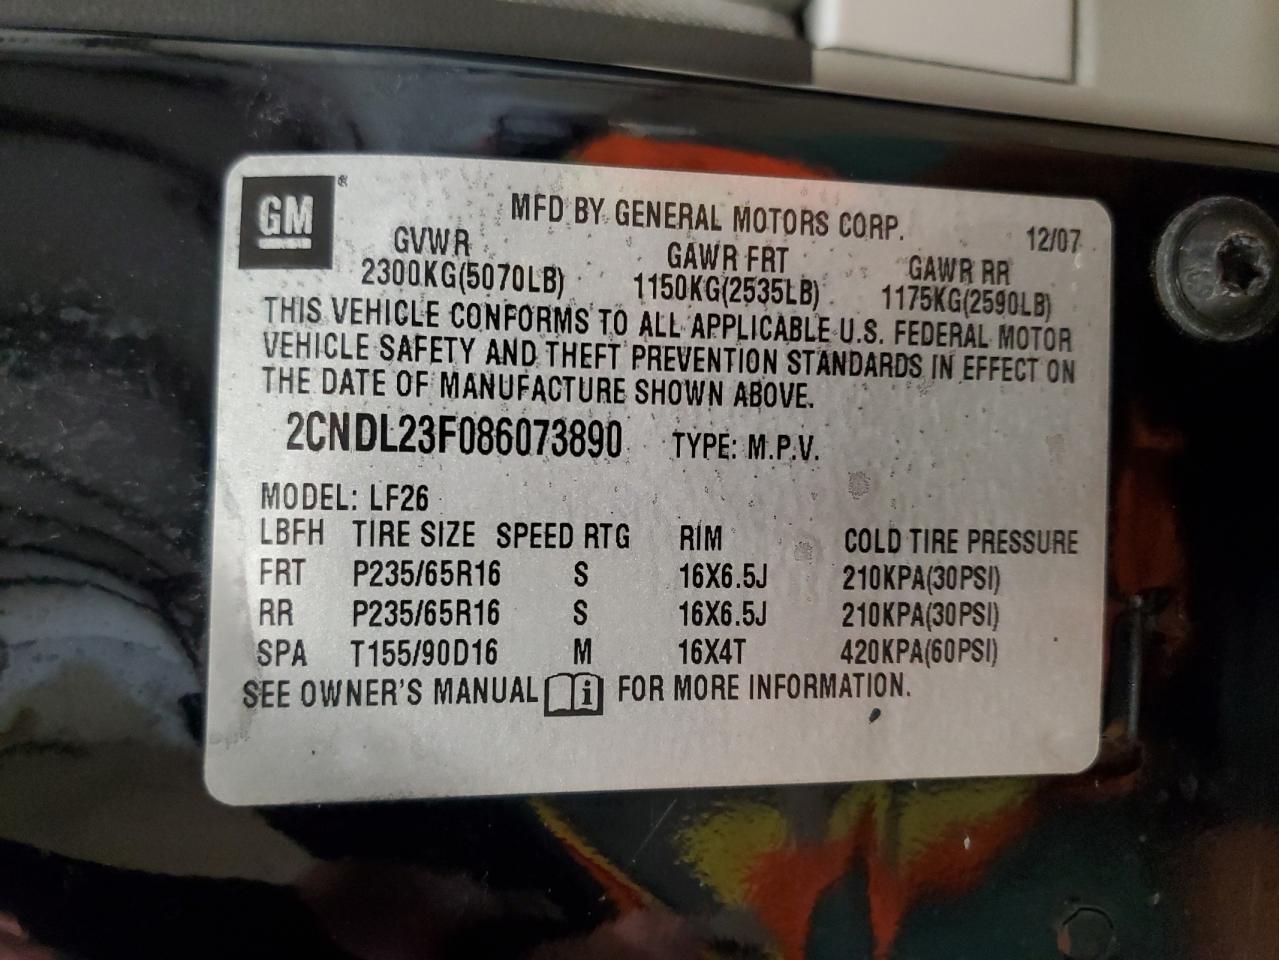 GM ®
MFD BY GENERAL MOTORS CORP. 12/07
GVWR GAWR FRT GAWR RR
2300KG(5070LB) 1150KG(2535LB) 1175KG(2590LB)
THIS VEHICLE CONFORMS TO ALL APPLICABLE U.S. FEDERAL MOTOR
VEHICLE SAFETY AND THEFT PREVENTION STANDARDS IN EFFECT ON
THE DATE OF MANUFACTURE SHOWN ABOVE.
2CNDL23F086073890 TYPE: M.P.V.
MODEL: LF26
LBFH TIRE SIZE SPEED RTG RIM COLD TIRE PRESSURE
FRT P235/65R16 S 16X6.5J 210KPA(30PSI)
RR P235/65R16 S 16X6.5J 210KPA(30PSI)
SPA T155/90D16 M 16X4T 420KPA(60PSI)
SEE OWNER'S MANUAL i FOR MORE INFORMATION.